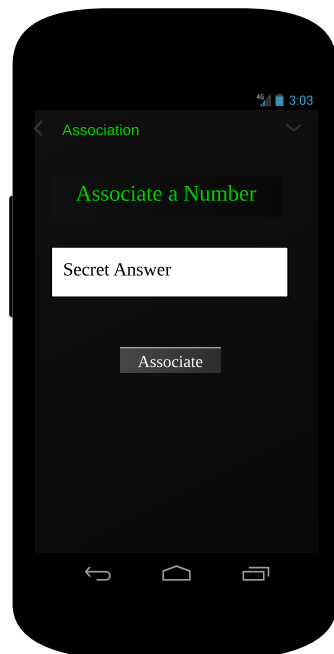 4G 3:03
Association
Associate a Number
Secret Answer
Associate